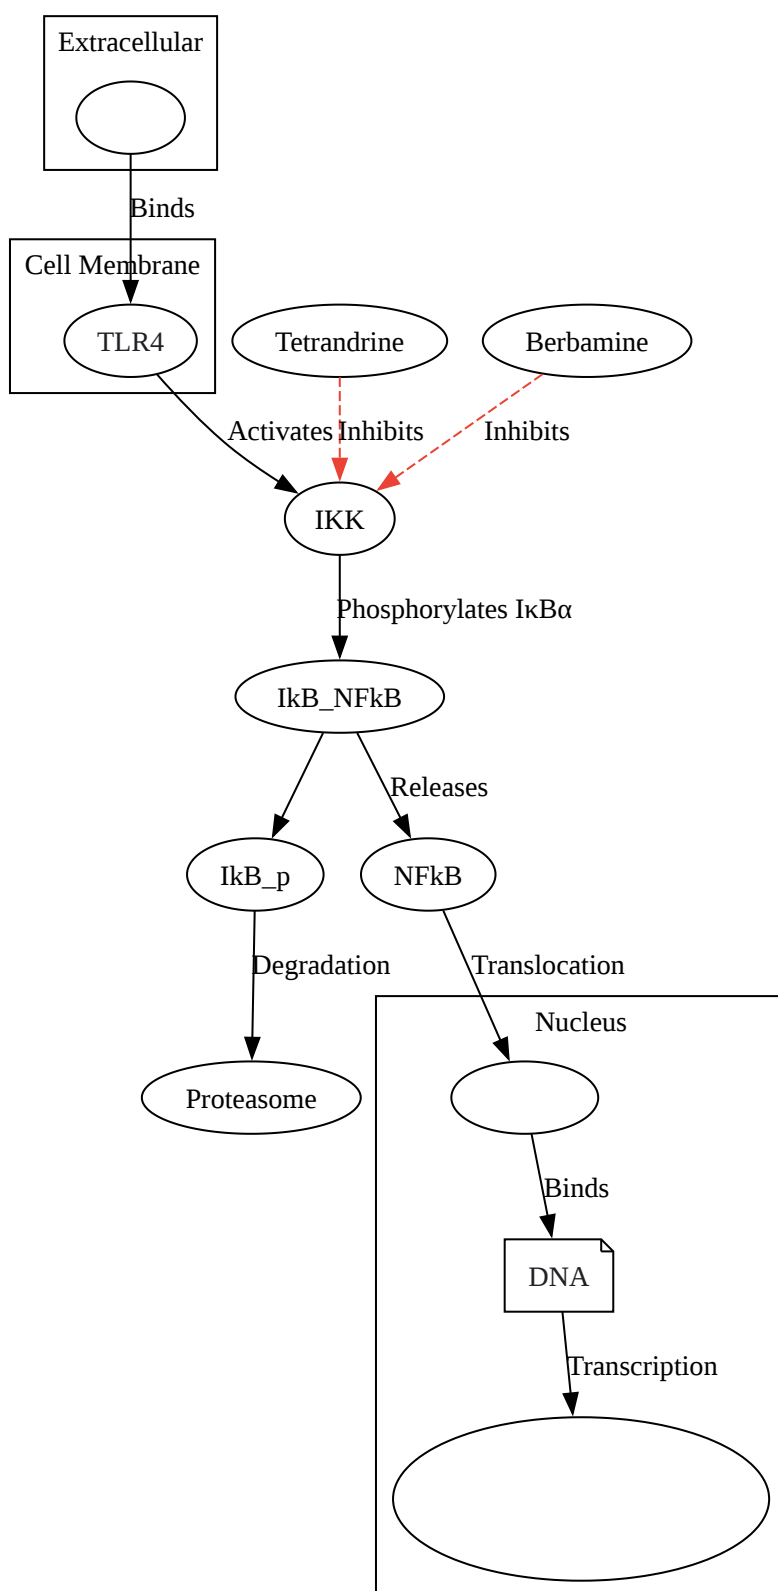 Extracellular
Binds
Cell Membrane
TLR4
Tetrandrine
Berbamine
Activates
Inhibits
Inhibits
IKK
Phosphorylates IκBα
IkB_NFkB
Releases
IkB_p
NFkB
Degradation
Translocation
Nucleus
Proteasome
Binds
DNA
Transcription